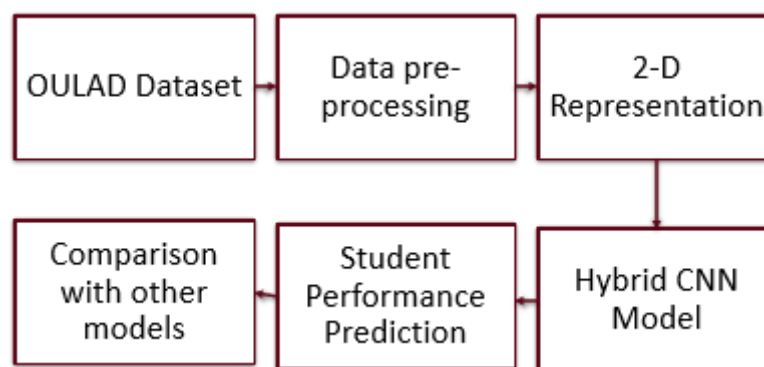 OULAD Dataset
Data pre-
processing
2-D
Representation
Comparison
with other
models
Student
Performance
Prediction
Hybrid CNN
Model